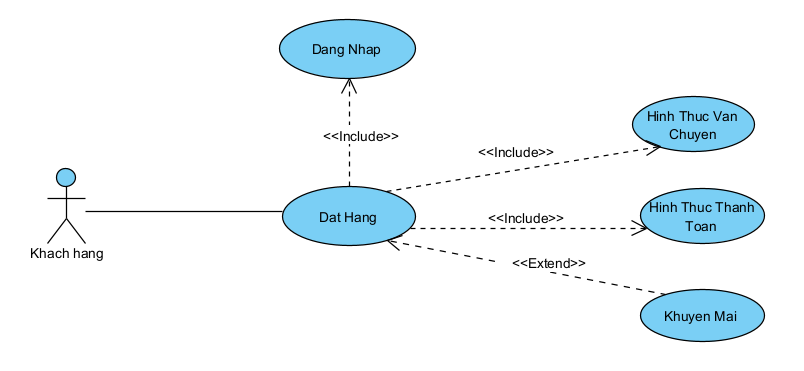 Dang Nhap
<<Include>>
Hinh Thuc Van
Chuyen
<<Include>>
Khach hang
Dat Hang
<<Include>>
Hinh Thuc Thanh
Toan
<<Extend>>
Khuyen Mai